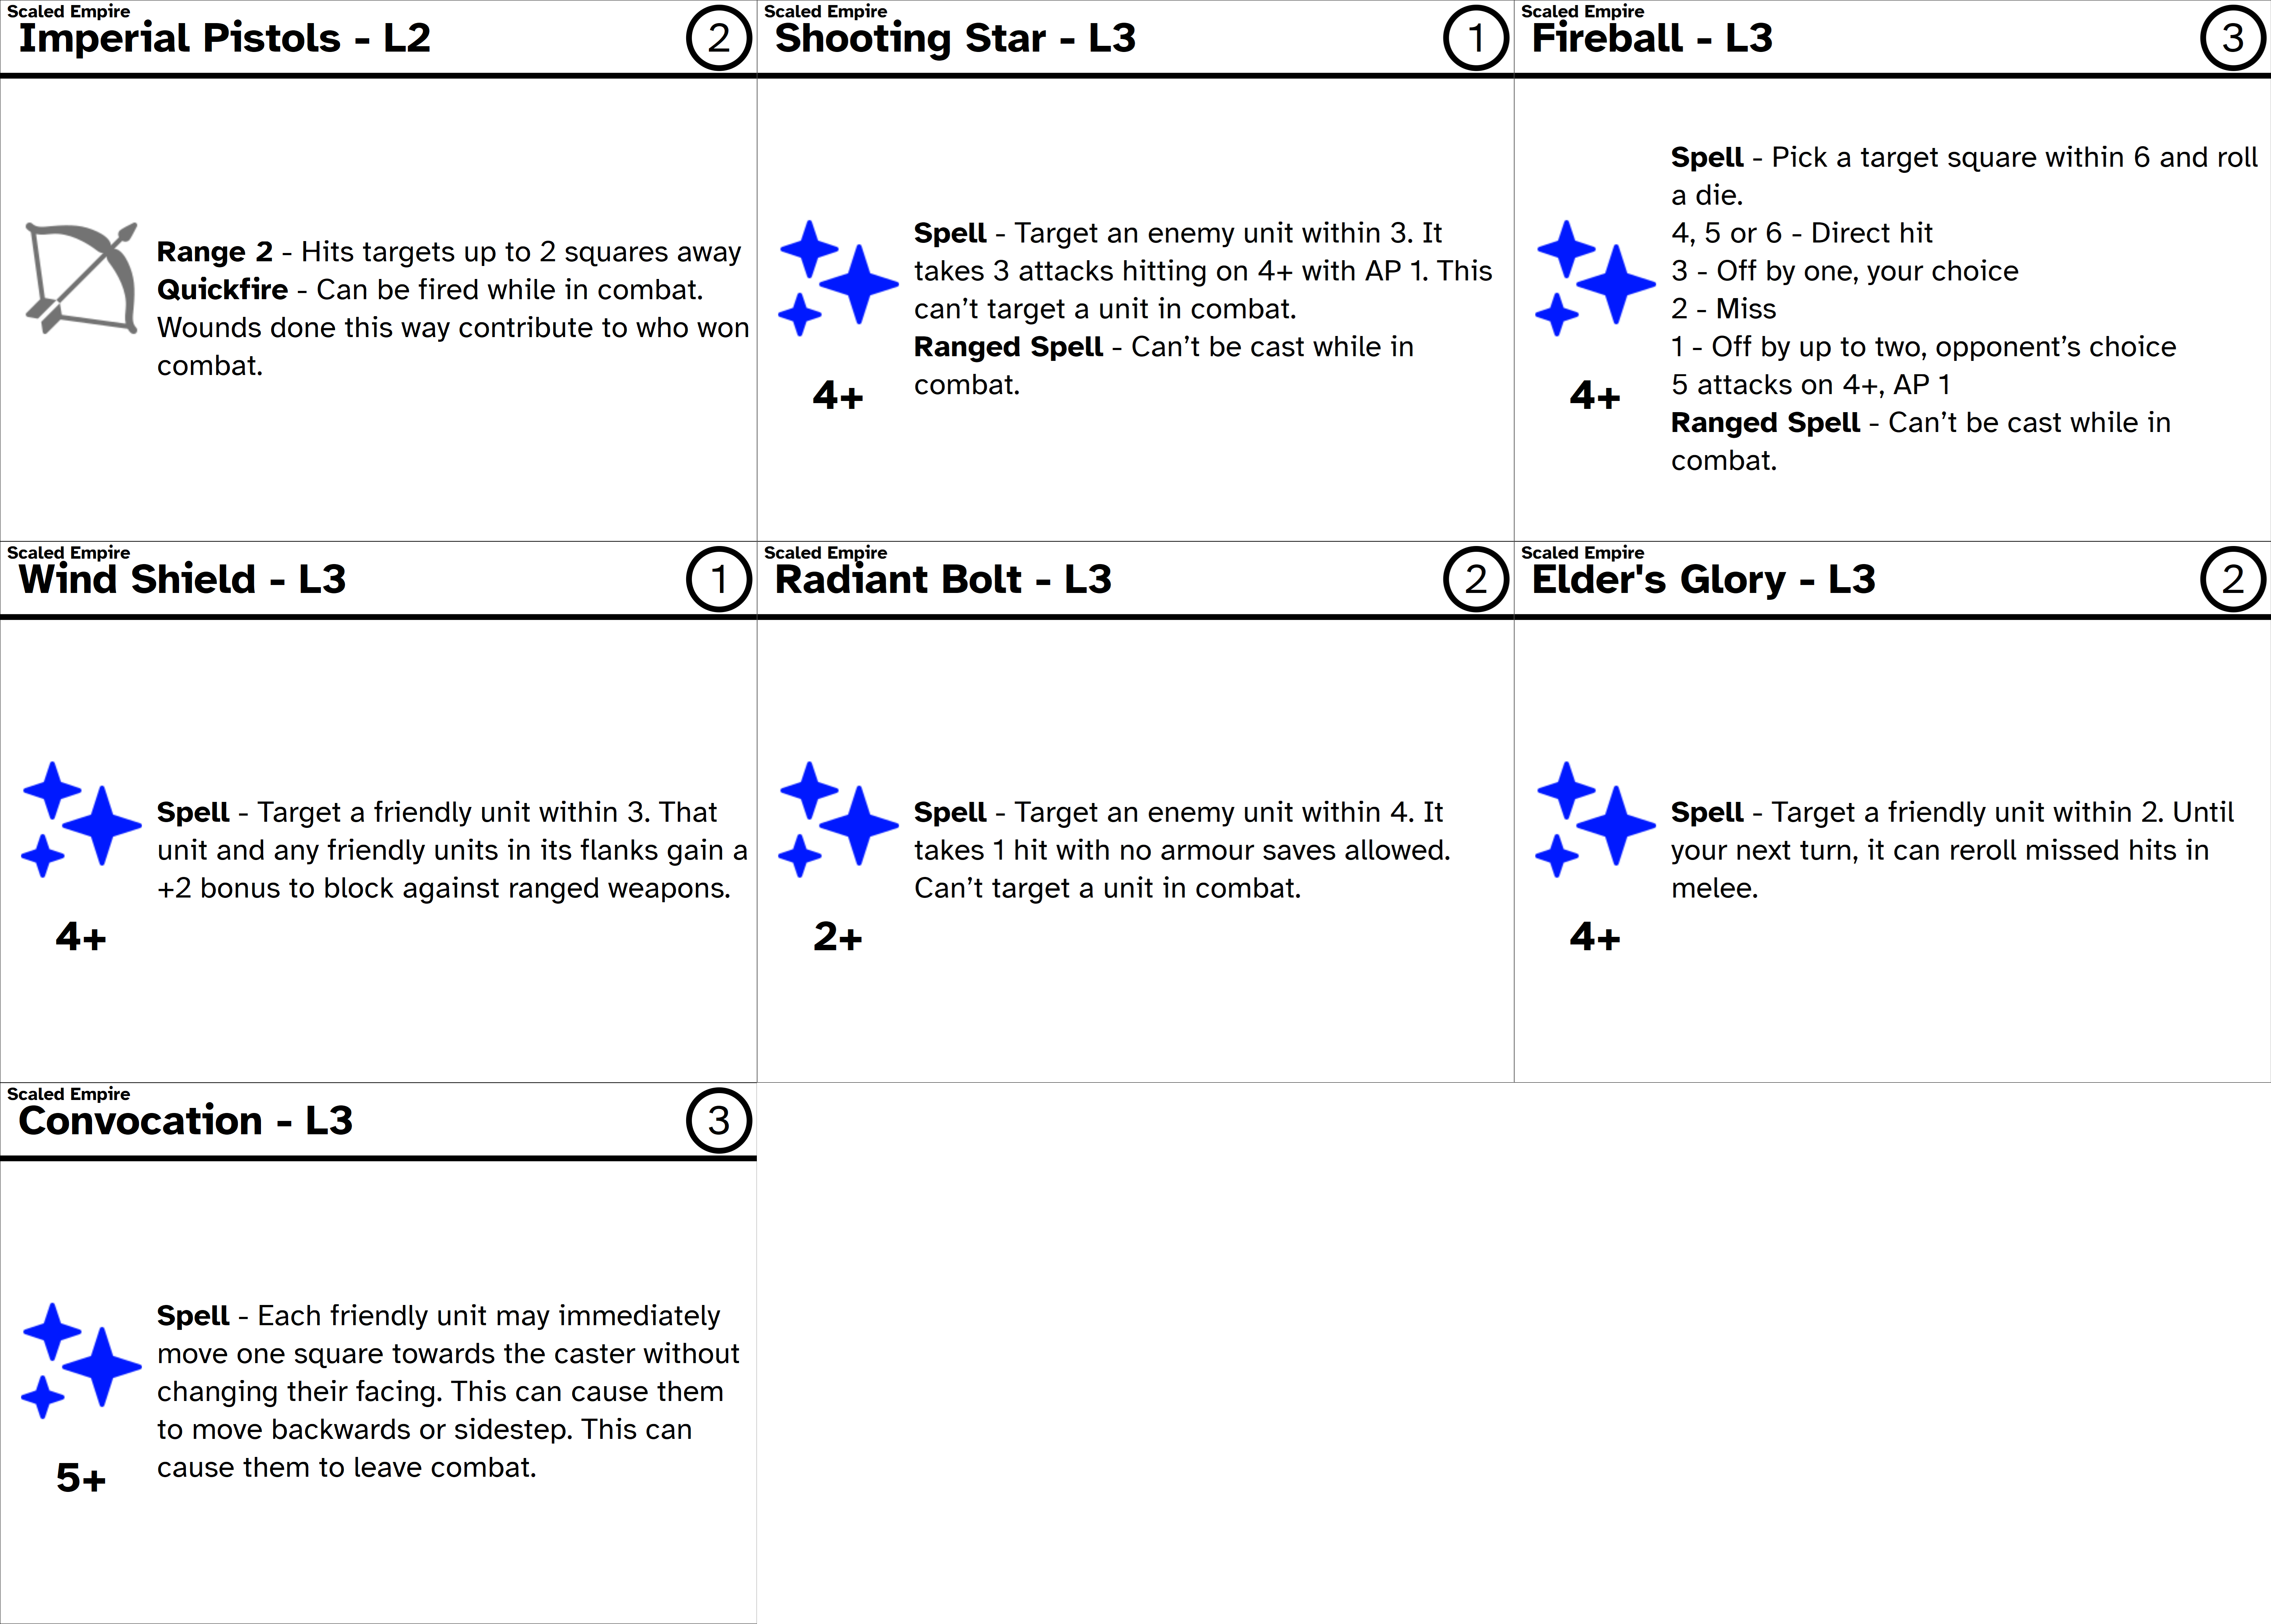 Scaled Empire
Imperial Pistols - L2
2
Range 2 - Hits targets up to 2 squares away
Quickfire - Can be fired while in combat.
Wounds done this way contribute to who won
combat.
Scaled Empire
Shooting Star - L3
1
Spell - Target an enemy unit within 3. It
takes 3 attacks hitting on 4+ with AP 1. This
can't target a unit in combat.
Ranged Spell - Can't be cast while in
combat.
4+
Scaled Empire
Fireball - L3
3
Spell - Pick a target square within 6 and roll
a die.
4, 5 or 6 - Direct hit
3 - Off by one, your choice
2 - Miss
1 - Off by up to two, opponent's choice
5 attacks on 4+, AP 1
Ranged Spell - Can't be cast while in
combat.
4+
Scaled Empire
Wind Shield - L3
1
Spell - Target a friendly unit within 3. That
unit and any friendly units in its flanks gain a
+2 bonus to block against ranged weapons.
4+
Scaled Empire
Radiant Bolt - L3
2
Spell - Target an enemy unit within 4. It
takes 1 hit with no armour saves allowed.
Can't target a unit in combat.
2+
Scaled Empire
Elder's Glory - L3
2
Spell - Target a friendly unit within 2. Until
your next turn, it can reroll missed hits in
melee.
4+
Scaled Empire
Convocation - L3
3
Spell - Each friendly unit may immediately
move one square towards the caster without
changing their facing. This can cause them
to move backwards or sidestep. This can
cause them to leave combat.
5+